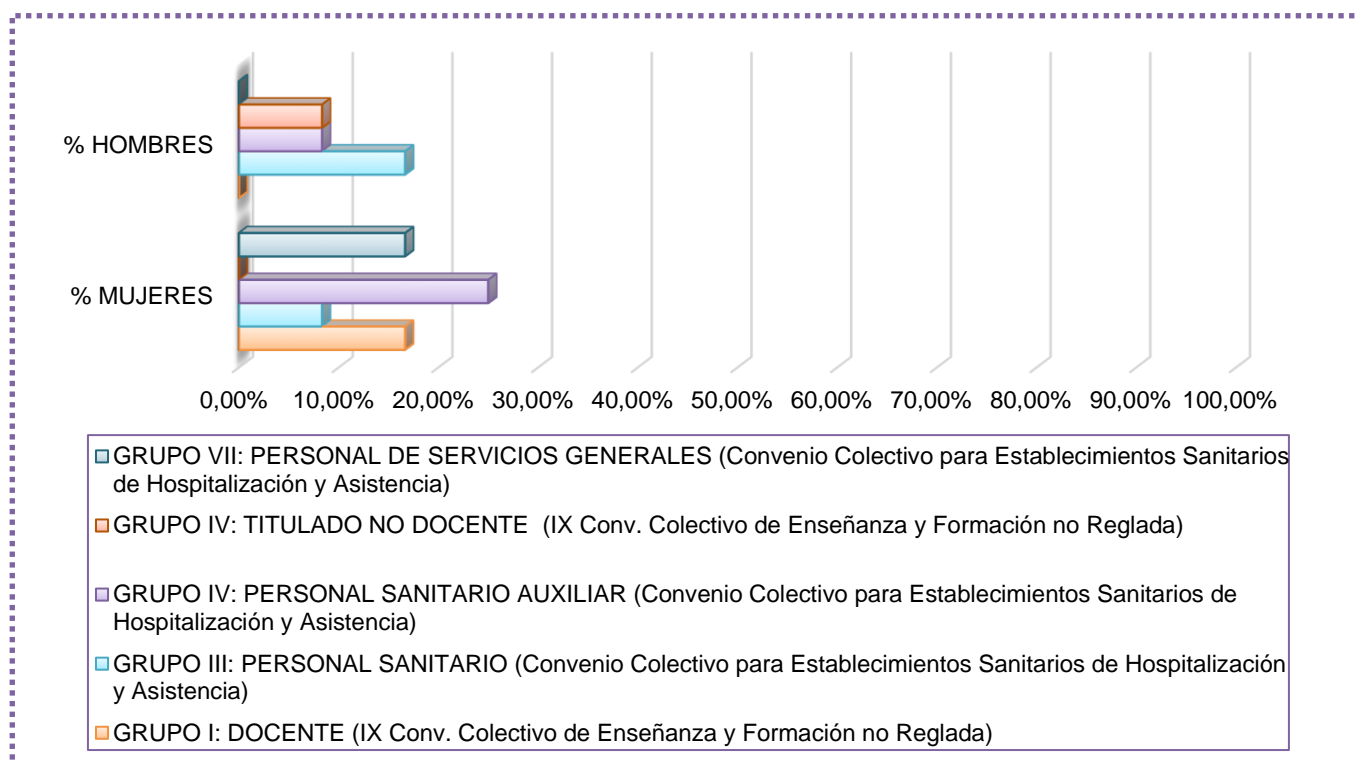 % HOMBRES
% MUJERES
0,00% 10,00% 20,00% 30,00% 40,00% 50,00% 60,00% 70,00% 80,00% 90,00% 100,00%
GRUPO VII: PERSONAL DE SERVICIOS GENERALES (Convenio Colectivo para Establecimientos Sanitarios
de Hospitalización y Asistencia)
GRUPO IV: TITULADO NO DOCENTE (IX Conv. Colectivo de Enseñanza y Formación no Reglada)
GRUPO IV: PERSONAL SANITARIO AUXILIAR (Convenio Colectivo para Establecimientos Sanitarios de
Hospitalización y Asistencia)
GRUPO III: PERSONAL SANITARIO (Convenio Colectivo para Establecimientos Sanitarios de Hospitalización
y Asistencia)
GRUPO I: DOCENTE (IX Conv. Colectivo de Enseñanza y Formación no Reglada)